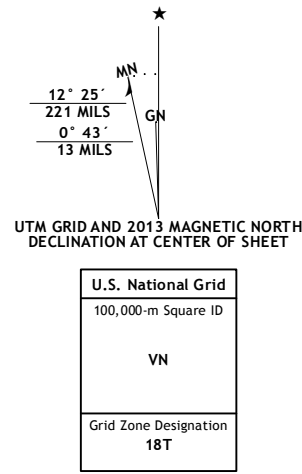 ★
MN
GN
12° 25´
221 MILS
0° 43´
13 MILS
UTM GRID AND 2013 MAGNETIC NORTH
DECLINATION AT CENTER OF SHEET
U.S. National Grid
100,000-m Square ID
VN
Grid Zone Designation
18T